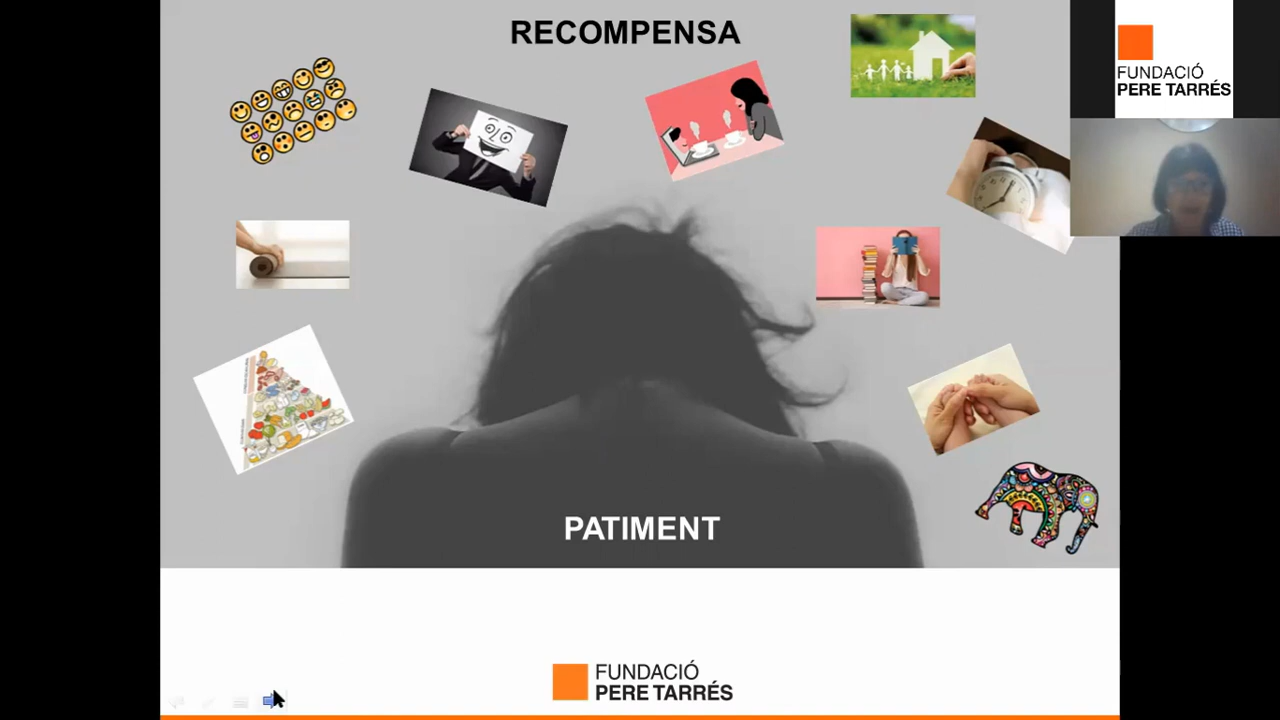 RECOMPENSA
FUNDACIÓ
PERE TARRÉS
PATIMENT
FUNDACIÓ
PERE TARRÉS